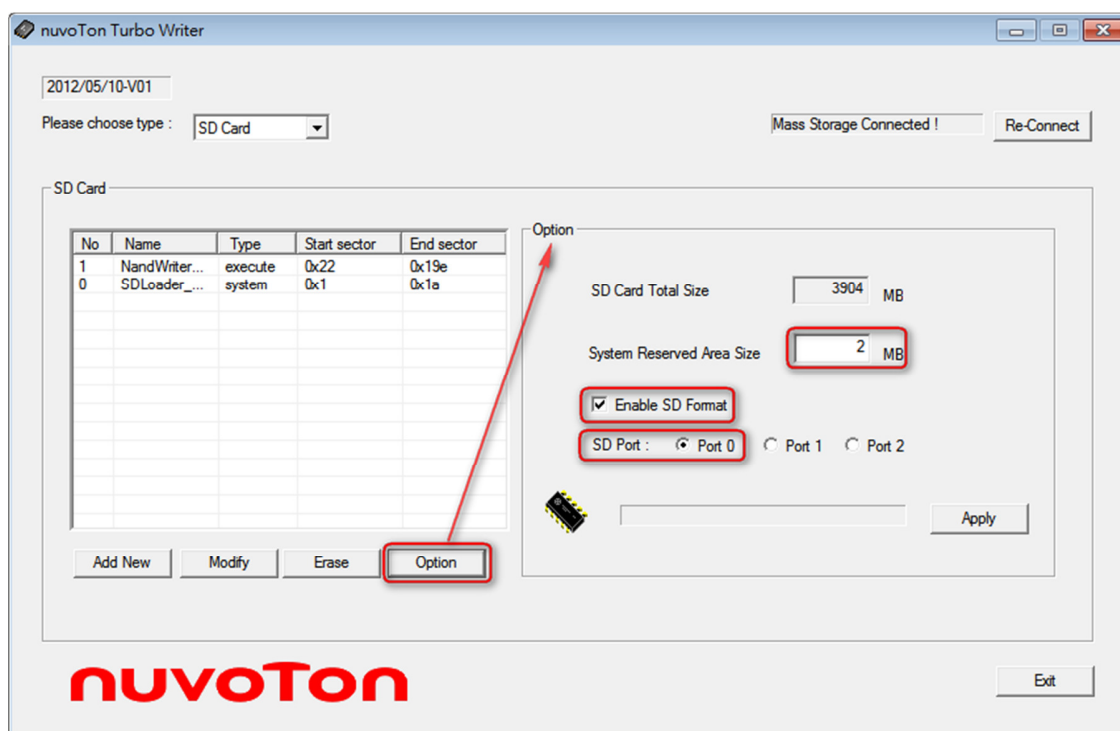 nuvoTon Turbo Writer
2012/05/10-V01
Please choose type : SD Card
Mass Storage Connected ! Re-Connect
SD Card
No Name Type Start sector End sector
1 NandWriter... execute 0x22 0x19e
0 SDLoader_... system 0x1 0x1a
Add New Modify Erase Option
Option
SD Card Total Size 3904 MB
System Reserved Area Size 2 MB
Enable SD Format
SD Port : Port 0 Port 1 Port 2
Apply
nuvoTon
Exit